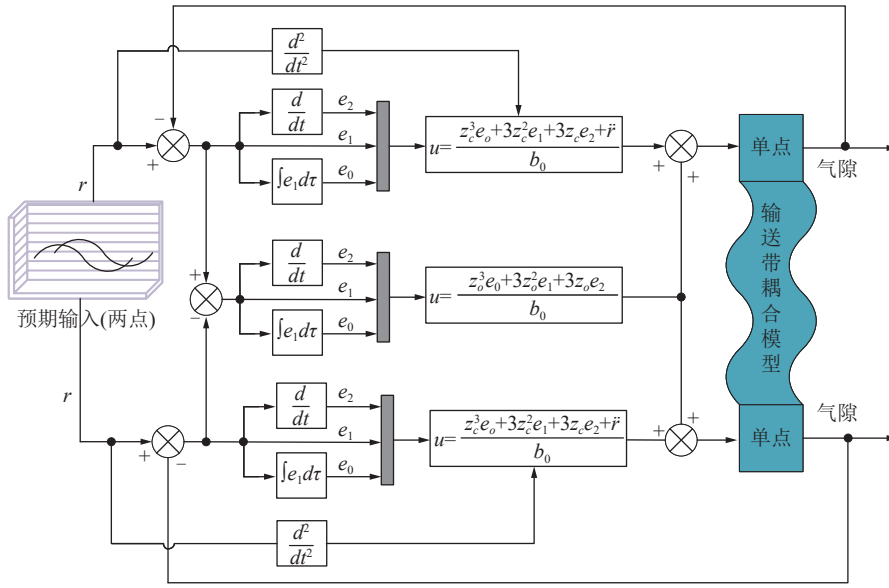 d²
dt²
−
+
d
dt
e₂
e₁
∫e₁dτ
e₀
u=
z_c³e_o+3z_c²e₁+3z_ce₂+r̈
b₀
+
+
单点
气隙
r
预期输入(两点)
+
−
d
dt
e₂
e₁
∫e₁dτ
e₀
u=
z_o³e₀+3z_o²e₁+3z_oe₂
b₀
输送带耦合模型
r
+
−
d
dt
e₂
e₁
∫e₁dτ
e₀
u=
z_c³e_o+3z_c²e₁+3z_ce₂+r̈
b₀
+
+
单点
气隙
d²
dt²